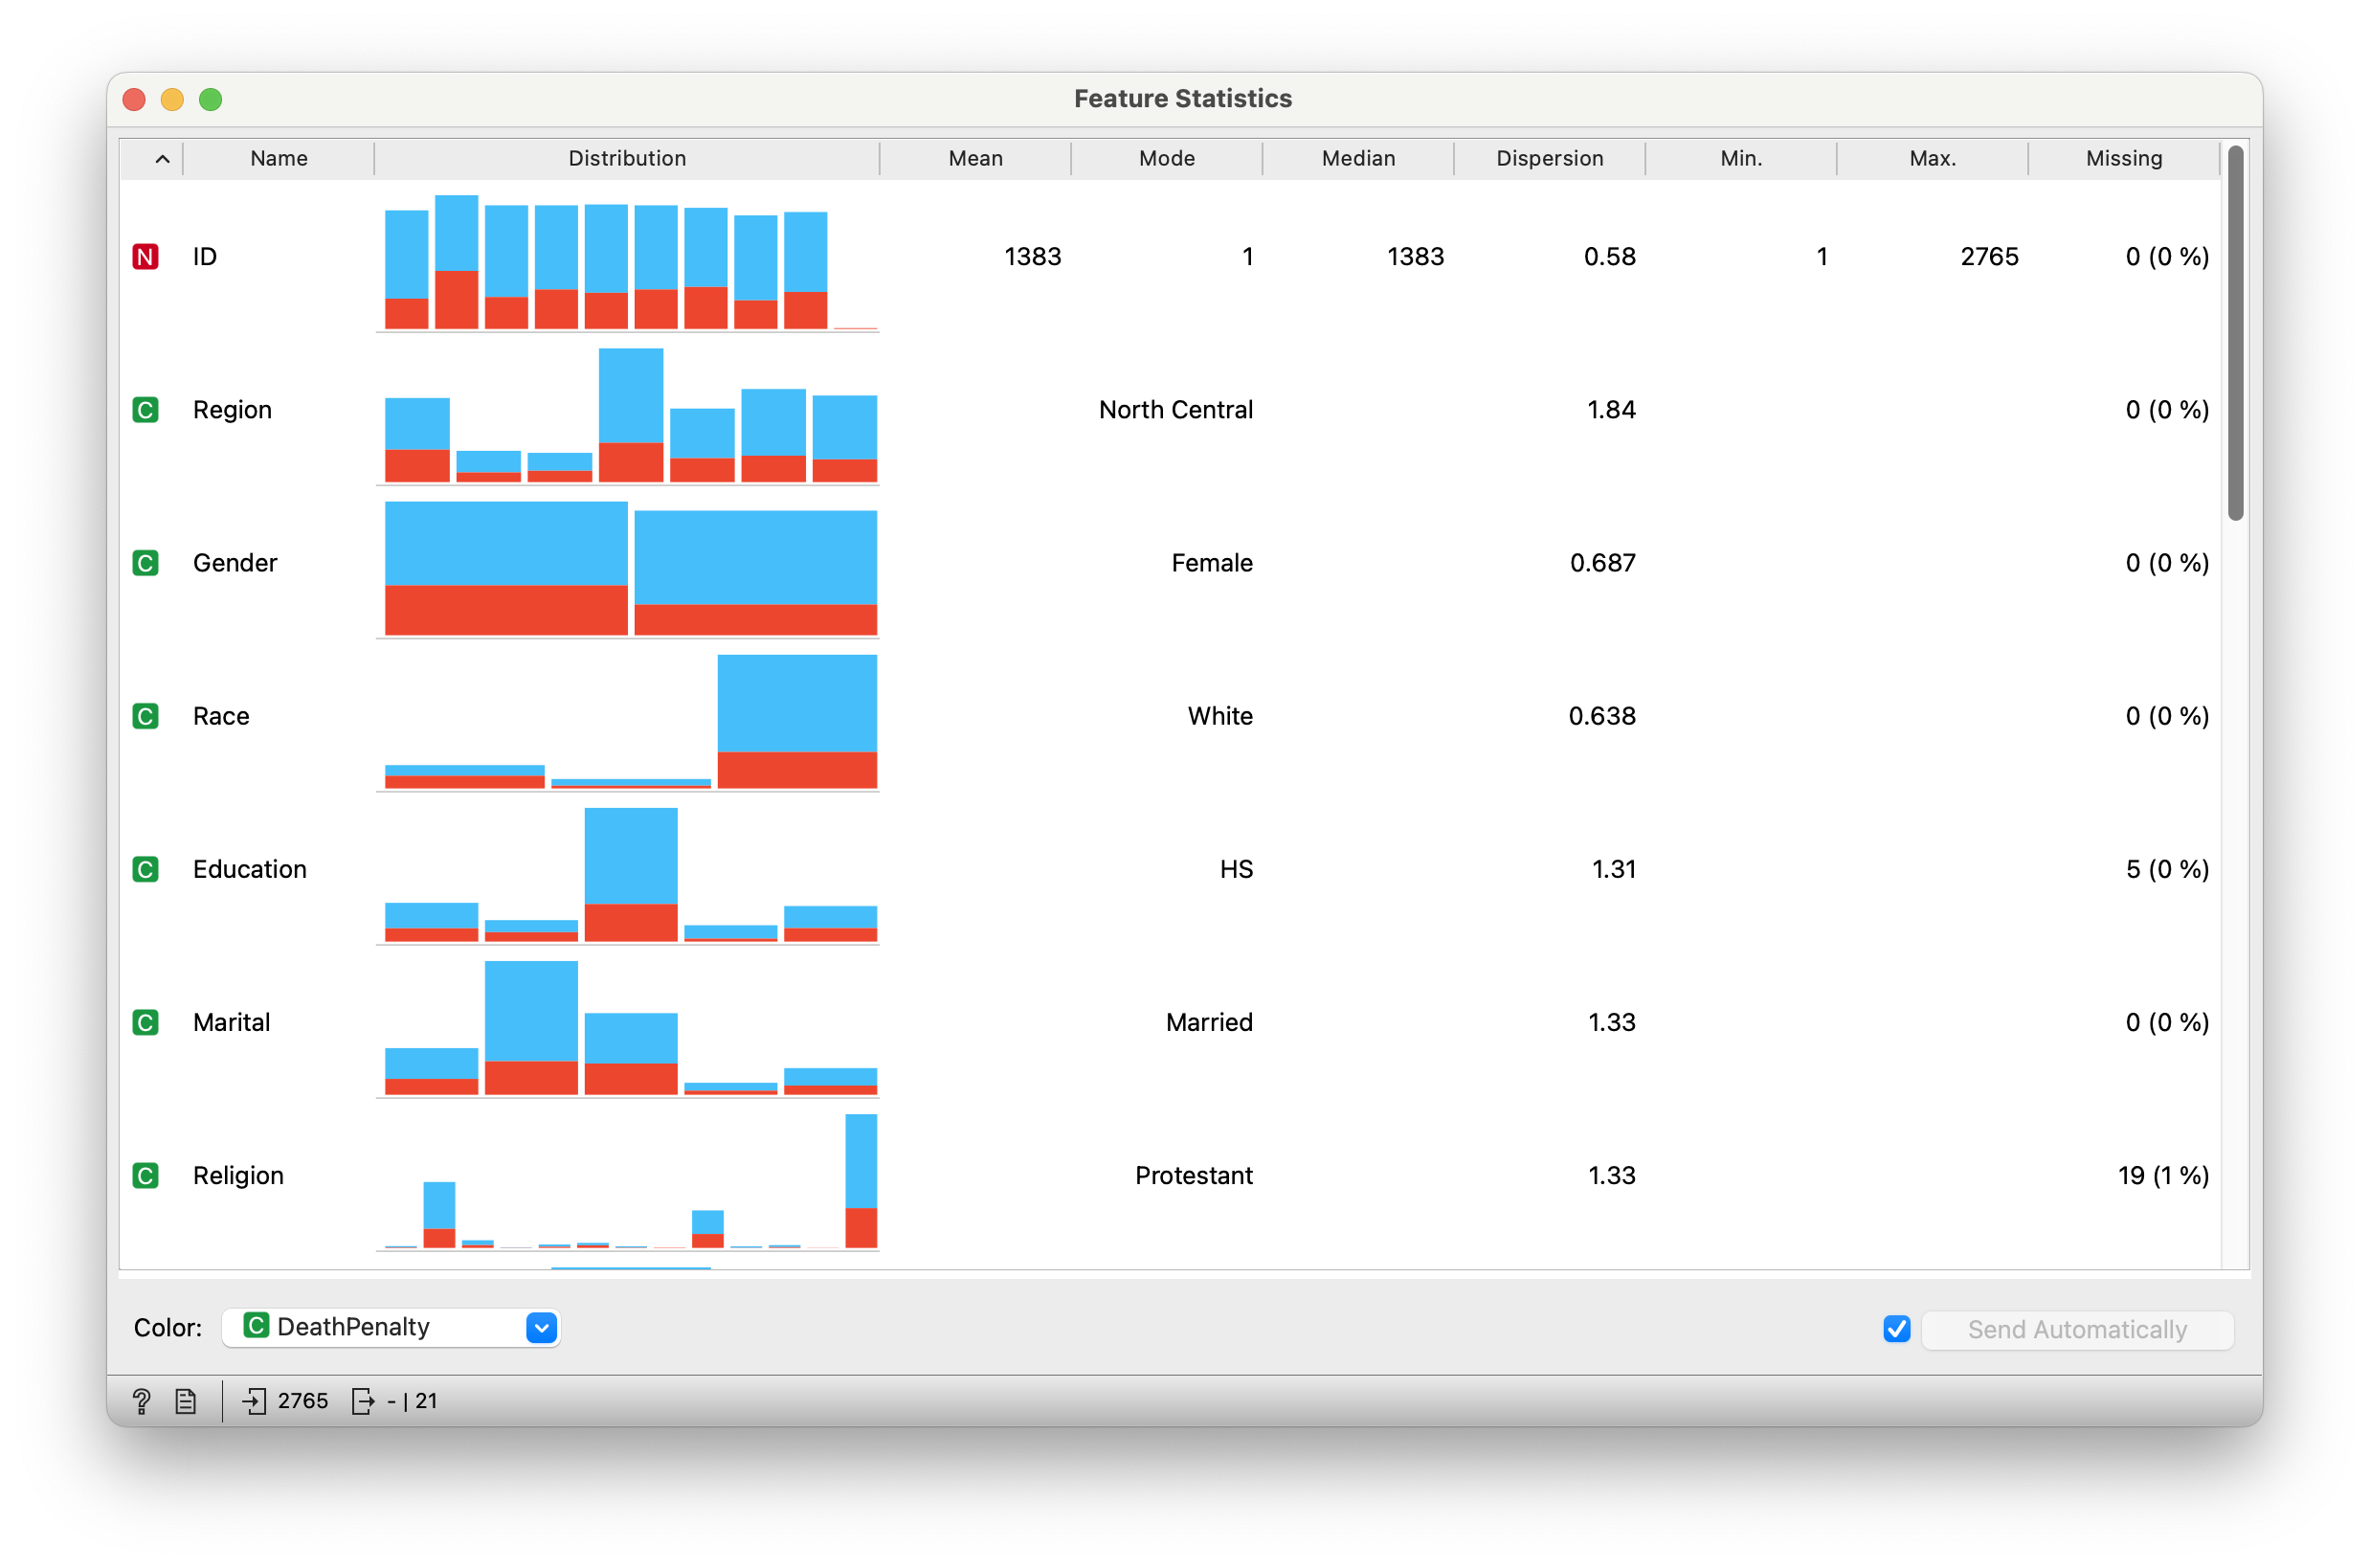 Feature Statistics
Name Distribution Mean Mode Median Dispersion Min. Max. Missing
N ID 1383 1 1383 0.58 1 2765 0 (0 %)
C Region North Central 1.84 0 (0 %)
C Gender Female 0.687 0 (0 %)
C Race White 0.638 0 (0 %)
C Education HS 1.31 5 (0 %)
C Marital Married 1.33 0 (0 %)
C Religion Protestant 1.33 19 (1 %)
Color: C DeathPenalty Send Automatically
? 2765 - | 21